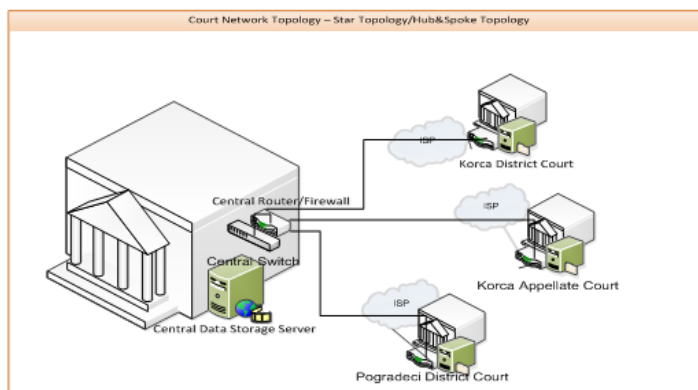 Court Network Topology – Star Topology/Hub&Spoke Topology
ISP
Korca District Court
Central Router/Firewall
ISP
Central Switch
Korca Appellate Court
ISP
Central Data Storage Server
Pogradeci District Court